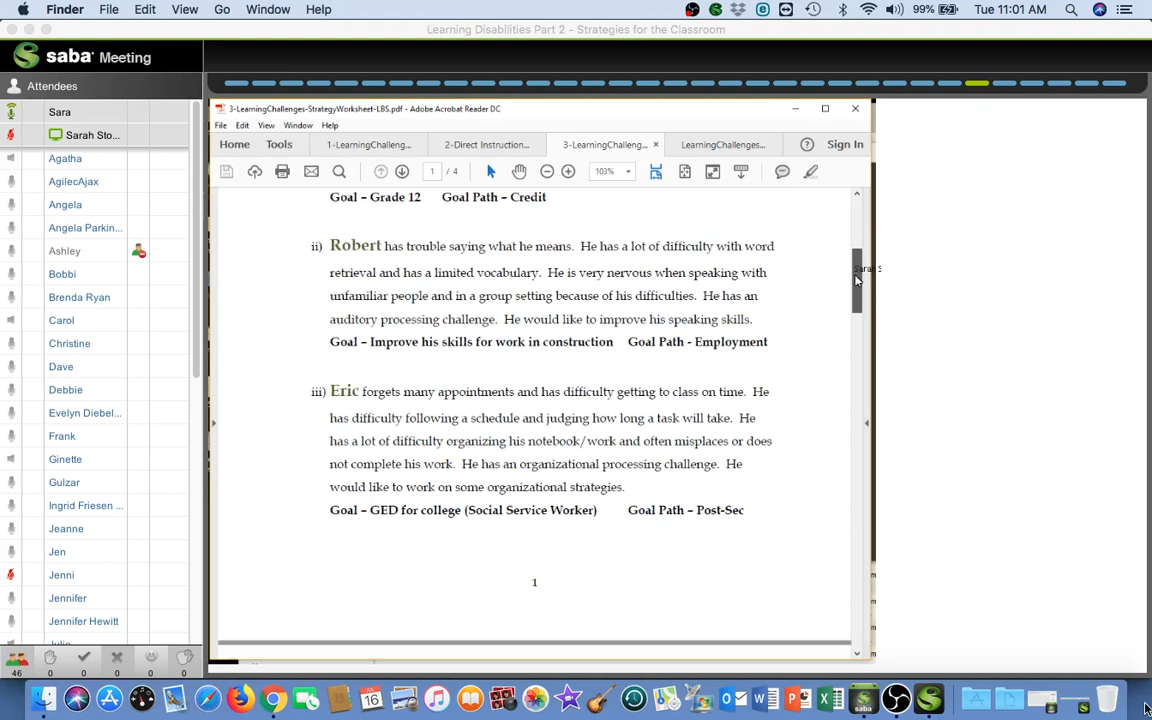 Finder File Edit View Go Window Help 99% Tue 11:01 AM
Learning Disabilities Part 2 - Strategies for the Classroom
saba Meeting
Attendees
Sara
Sarah Sto...
Agatha
AgilecAjax
Angela
Angela Parkin...
Ashley
Bobbi
Brenda Ryan
Carol
Christine
Dave
Debbie
Evelyn Diebel...
Frank
Ginette
Gulzar
Ingrid Friesen ...
Jeanne
Jen
Jenni
Jennifer
Jennifer Hewitt
46 0 0 0 0 0
3-LearningChallenges-StrategyWorksheet-LBS.pdf - Adobe Acrobat Reader DC
File Edit View Window Help
Home Tools 1-LearningChalleng... 2-Direct Instruction... 3-LearningChalleng... × LearningChallenges... Sign In
1 / 4 103%
Goal – Grade 12 Goal Path – Credit
ii) Robert has trouble saying what he means. He has a lot of difficulty with word
retrieval and has a limited vocabulary. He is very nervous when speaking with
unfamiliar people and in a group setting because of his difficulties. He has an
auditory processing challenge. He would like to improve his speaking skills.
Goal – Improve his skills for work in construction Goal Path - Employment
iii) Eric forgets many appointments and has difficulty getting to class on time. He
has difficulty following a schedule and judging how long a task will take. He
has a lot of difficulty organizing his notebook/work and often misplaces or does
not complete his work. He has an organizational processing challenge. He
would like to work on some organizational strategies.
Goal – GED for college (Social Service Worker) Goal Path – Post-Sec
1
Sarah S
16
saba